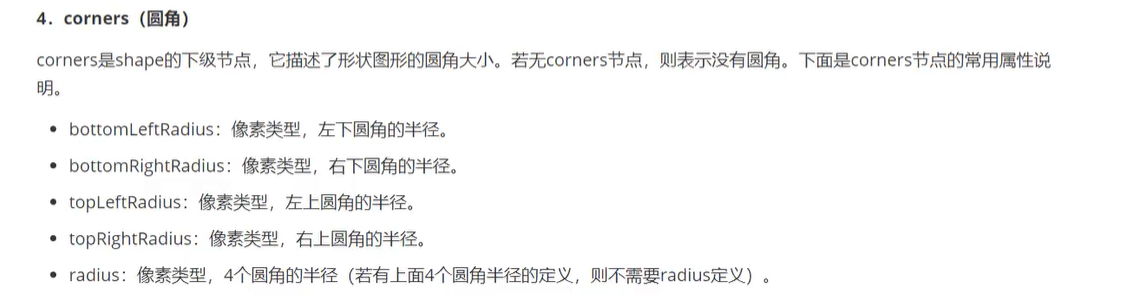 4. corners（圆角）
corners是shape的下级节点，它描述了形状图形的圆角大小。若无corners节点，则表示没有圆角。下面是corners节点的常用属性说
明。
• bottomLeftRadius：像素类型，左下圆角的半径。
• bottomRightRadius：像素类型，右下圆角的半径。
• topLeftRadius：像素类型，左上圆角的半径。
• topRightRadius：像素类型，右上圆角的半径。
• radius：像素类型，4个圆角的半径（若有上面4个圆角半径的定义，则不需要radius定义）。